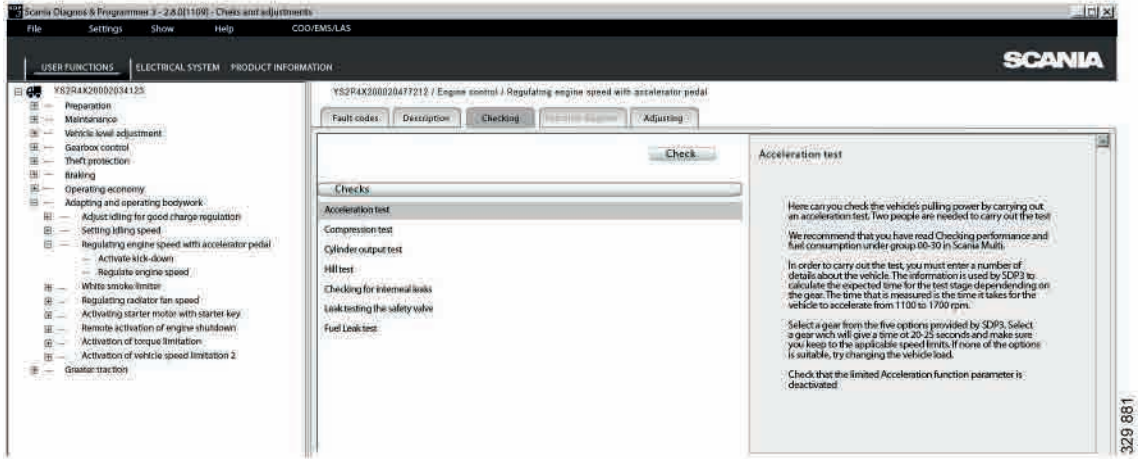 Scania Diagnos & Programmer 3 - 2.8.0[1109] - Cheks and adjustments
File Settings Show Help COO/EMS/LAS
SCANIA
USER FUNCTIONS ELECTRICAL SYSTEM PRODUCT INFORMATION
YS2R4X20002034123
Preparation
Maintenance
Vehicle level adjustment
Gearbox control
Theft protection
Braking
Operating economy
Adapting and operating bodywork
Adjust idling for good charge regulation
Setting idling speed
Regulating engine speed with accelerator pedal
Activate kick-down
Regulate engine speed
White smoke limiter
Regulating radiator fan speed
Activating starter motor with starter key
Remote activation of engine shutdown
Activation of torque limitation
Activation of vehicle speed limitation 2
Greater traction
YS2R4X200020477212 / Engine control / Regulating engine speed with accelerator pedal
Fault codes Description Checking Adjusting
Check
Checks
Acceleration test
Compression test
Cylinder output test
Hill test
Checking for interneal leaks
Leak testing the safety valve
Fuel Leak test
Acceleration test
Here can you check the vehicle's pulling power by carrying out
an acceleration test. Two people are needed to carry out the test
We recommend that you have read Checking performance and
fuel consumption under group 00-30 in Scania Multi.
In order to carry out the test, you must enter a number of
details about the vehicle. The information is used by SDP3 to
calculate the expected time for the test stage dependending on
the gear. The time that is measured is the time it takes for the
vehicle to accelerate from 1100 to 1700 rpm.
Select a gear from the five options provided by SDP3. Select
a gear wich will give a time ot 20-25 seconds and make sure
you keep to the applicable speed limits. If none of the options
is suitable, try changing the vehicle load.
Check that the limited Acceleration function parameter is
deactivated
329 881